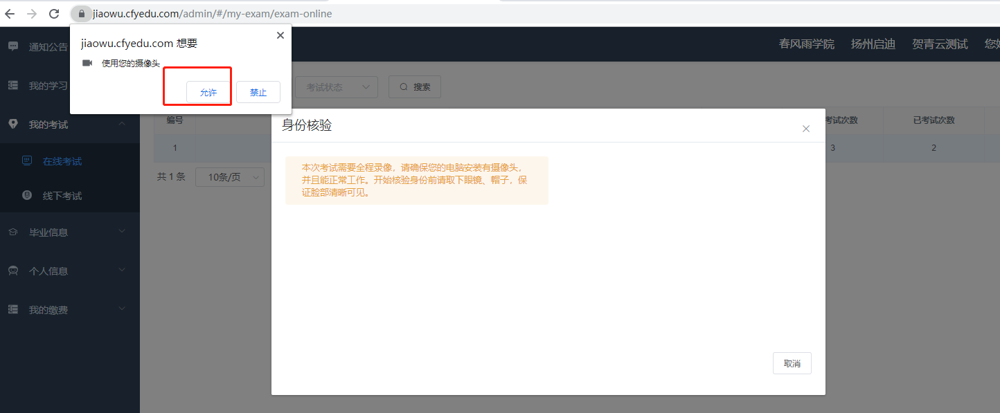 jiaowu.cfyedu.com/admin/#/my-exam/exam-online
jiaowu.cfyedu.com 想要
使用您的摄像头
允许
禁止
春风雨学院
扬州启迪
贺青云测试
通知公告
我的学习
我的考试
在线考试
线下考试
毕业信息
个人信息
我的缴费
考试状态
搜索
编号
考试次数
已考试次数
1
3
2
共 1 条
10条/页
身份核验
本次考试需要全程录像，请确保您的电脑安装有摄像头，
并且能正常工作。开始核验身份前请取下眼镜、帽子，保
证脸部清晰可见。
取消